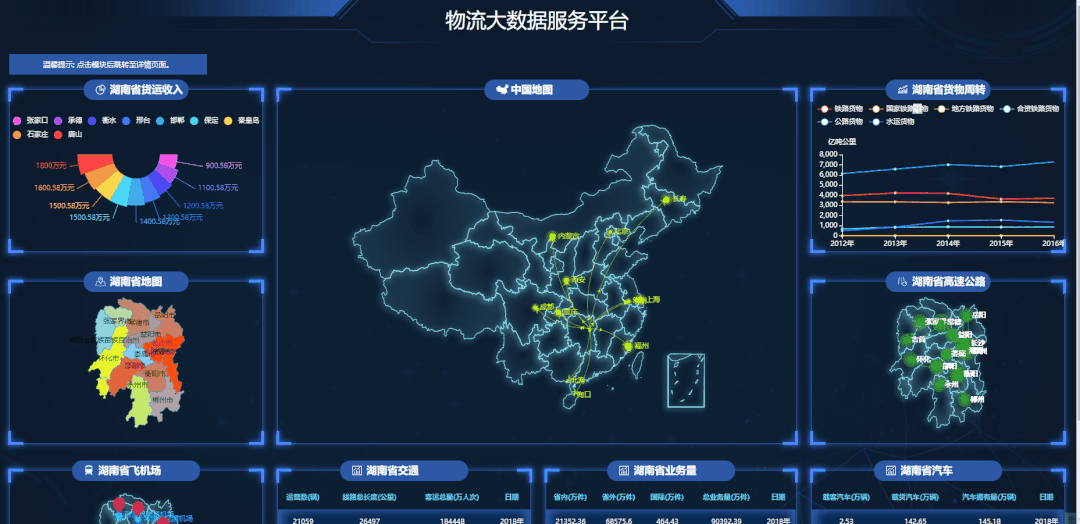 物流大数据服务平台
温馨提示: 点击模块后跳转至详情页面。
湖南省货运收入
张家口 承德 衡水 邢台 邯郸 保定 秦皇岛
石家庄 唐山
1800万元
1600.58万元
1500.58万元
1500.58万元
1400.58万元
1300.58万元
1200.58万元
1100.58万元
900.58万元
中国地图
长春
内蒙古
北京
西安
成都
重庆
上海
福州
上海
海口
湖南省货物周转
铁路货物 国家铁路货物 地方铁路货物 合资铁路货物
公路货物 水运货物
亿吨公里
8,000
7,000
6,000
5,000
4,000
3,000
2,000
1,000
0
2012年 2013年 2014年 2015年 2016年
湖南省地图
张家界市
常德市
岳阳市
益阳市
怀化市
娄底市
邵阳市
衡阳市
永州市
郴州市
湖南省高速公路
岳阳
张家界
常德
益阳
吉首
长沙
怀化
娄底
邵阳
衡阳
永州
郴州
湖南省飞机场
湖南省交通
运营数(辆) 线路总长度(公里) 客运总量(万人次) 日期
21059 26497 184448 2018年
湖南省业务量
省内(万件) 省外(万件) 国际(万件) 总业务量(万件) 日期
21352.36 68575.6 464.43 90392.39 2018年
湖南省汽车
载客汽车(万辆) 载货汽车(万辆) 汽车拥有量(万辆) 日期
2.53 142.65 145.18 2018年